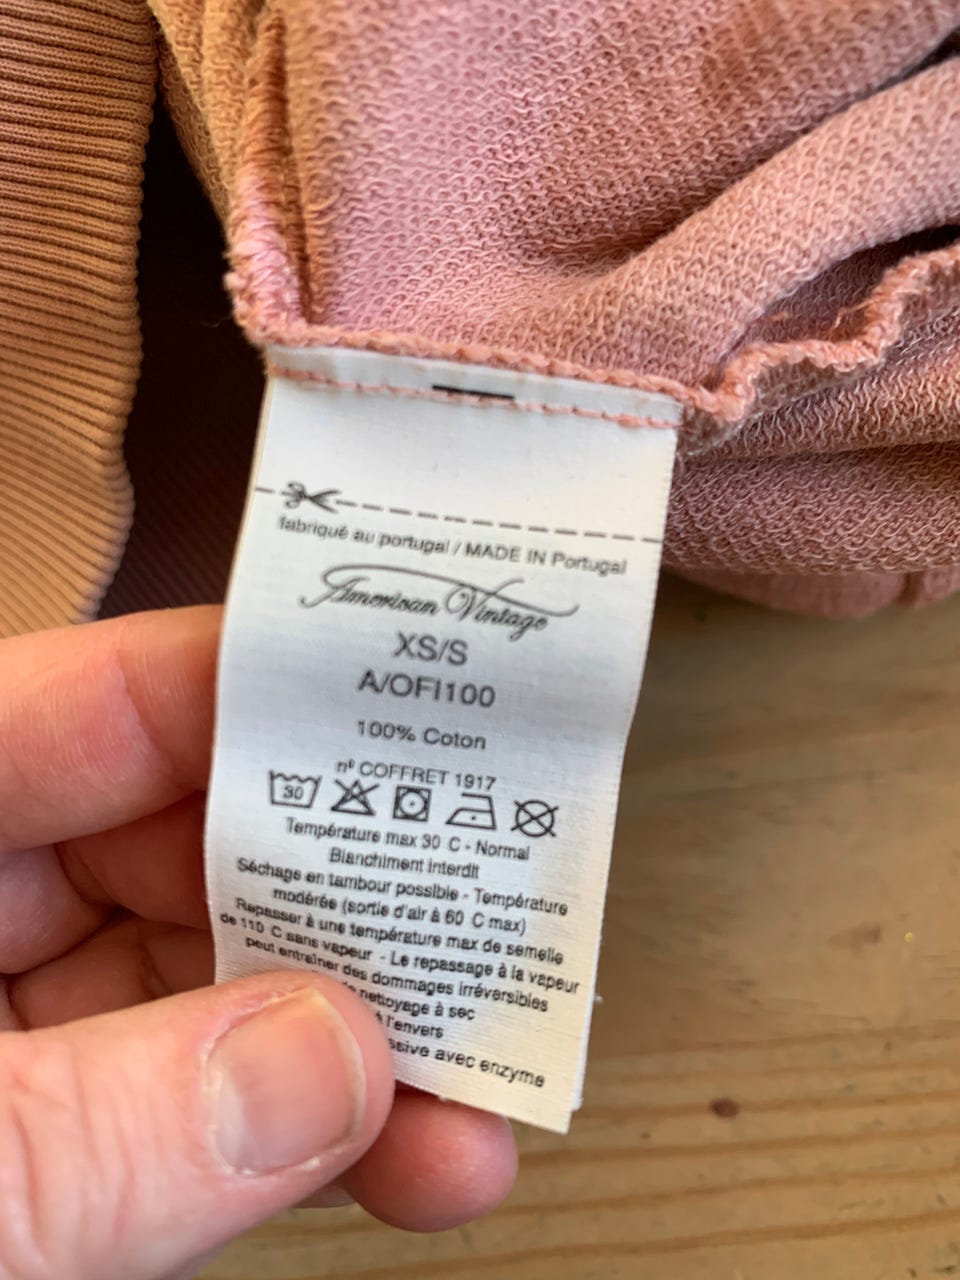 fabriqué au portugal / MADE IN Portugal
American Vintage
XS/S
A/OFI100
100% Coton
nº COFFRET 1917
30
Température max 30 C - Normal
Blanchiment interdit
Séchage en tambour possible - Température
modérée (sortie d'air à 60 C max)
Repasser à une température max de semelle
de 110 C sans vapeur - Le repassage à la vapeur
peut entraîner des dommages irréversibles
nettoyage à sec
l'envers
avec enzyme